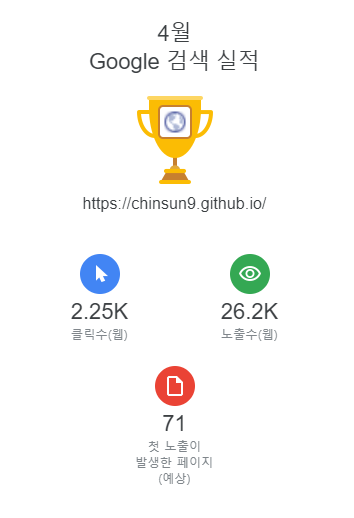 4월
Google 검색 실적
https://chinsun9.github.io/
2.25K
클릭수(웹)
26.2K
노출수(웹)
71
첫 노출이
발생한 페이지
(예상)